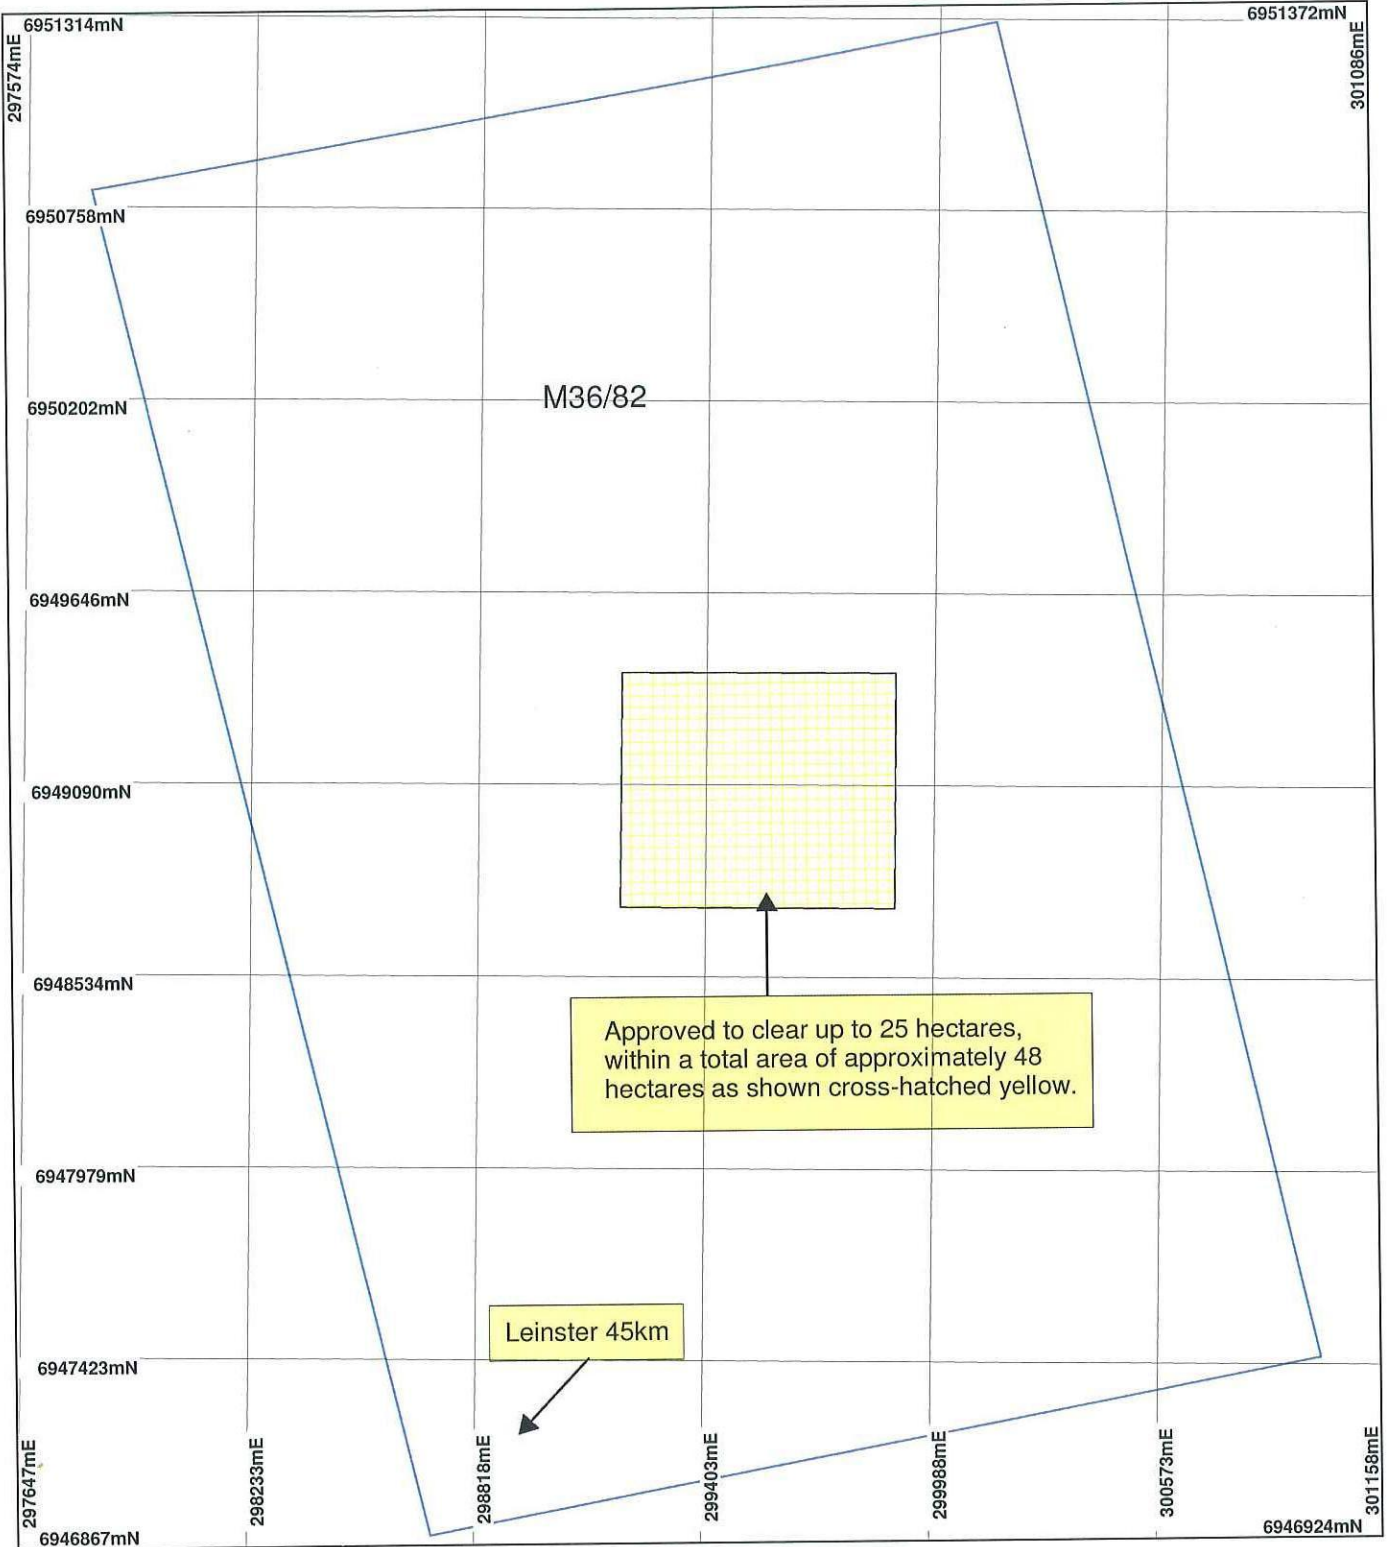 6951314mN
6951372mN
297574mE
301086mE
6950758mN
M36/82
6950202mN
6949646mN
6949090mN
6948534mN
Approved to clear up to 25 hectares,
within a total area of approximately 48
hectares as shown cross-hatched yellow.
6947979mN
Leinster 45km
6947423mN
297647mE
298233mE
298818mE
299403mE
299988mE
300573mE
301158mE
6946867mN
6946924mN